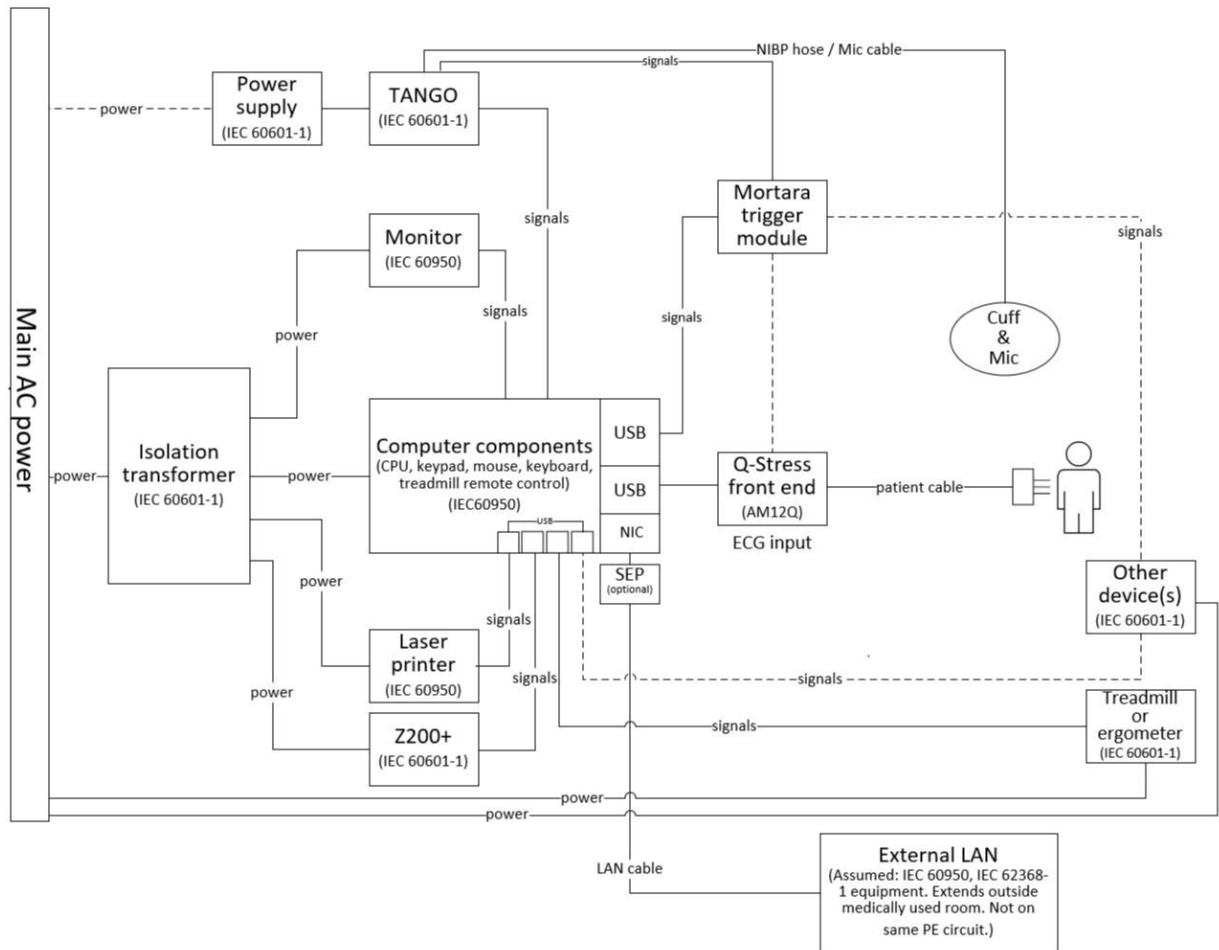 NIBP hose / Mic cable
signals
Power
supply
(IEC 60601-1)
TANGO
(IEC 60601-1)
power
Mortara
trigger
module
signals
signals
Monitor
(IEC 60950)
signals
signals
power
Cuff
&
Mic
Main AC power
Isolation
transformer
(IEC 60601-1)
power
power
Computer components
(CPU, keypad, mouse, keyboard,
treadmill remote control)
(IEC60950)
USB
USB
USB
NIC
Q-Stress
front end
(AM12Q)
ECG input
patient cable
SEP
(optional)
Other
device(s)
(IEC 60601-1)
power
signals
Laser
printer
(IEC 60950)
signals
signals
power
Z200+
(IEC 60601-1)
signals
Treadmill
or
ergometer
(IEC 60601-1)
power
power
LAN cable
External LAN
(Assumed: IEC 60950, IEC 62368-
1 equipment. Extends outside
medically used room. Not on
same PE circuit.)